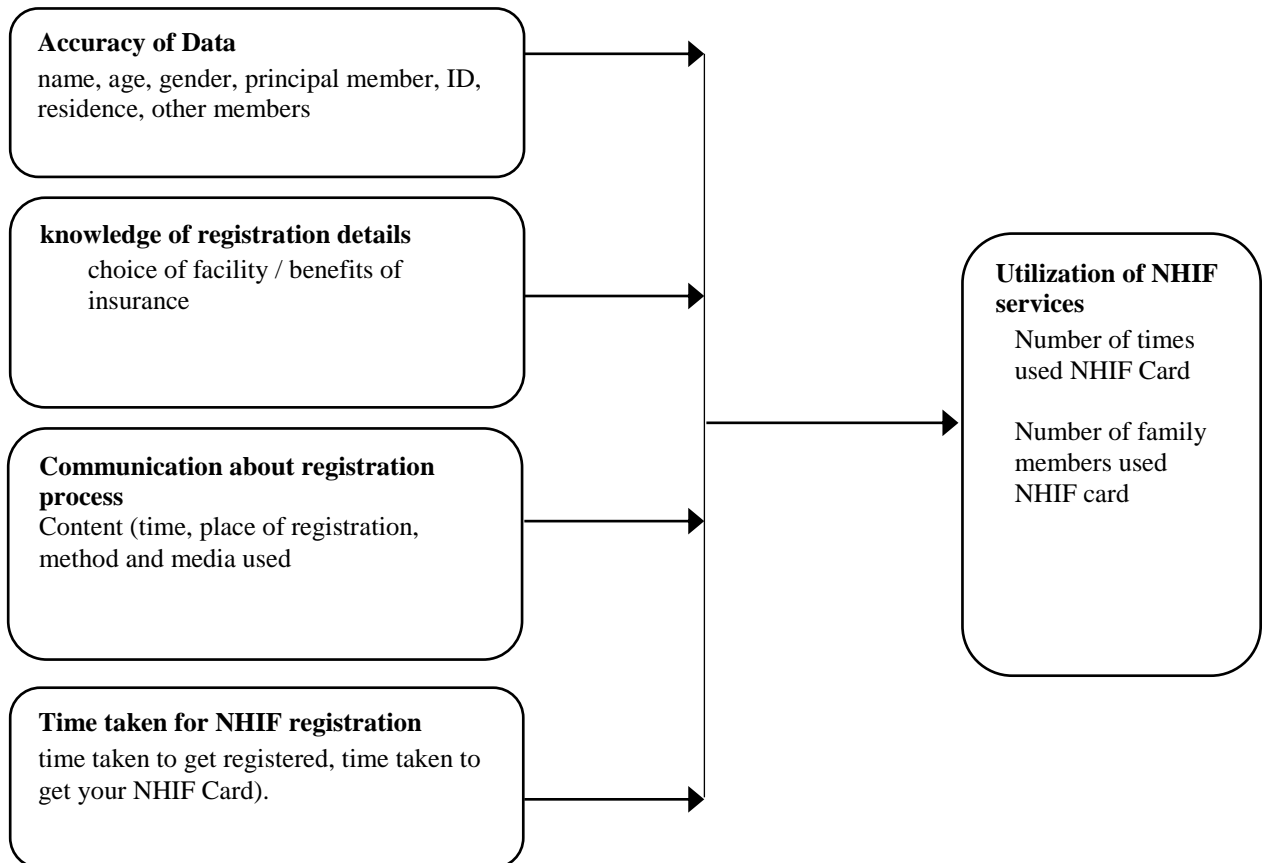 Accuracy of Data
name, age, gender, principal member, ID,
residence, other members
knowledge of registration details
choice of facility / benefits of
insurance
Communication about registration
process
Content (time, place of registration,
method and media used
Time taken for NHIF registration
time taken to get registered, time taken to
get your NHIF Card).
Utilization of NHIF
services
Number of times
used NHIF Card
Number of family
members used
NHIF card